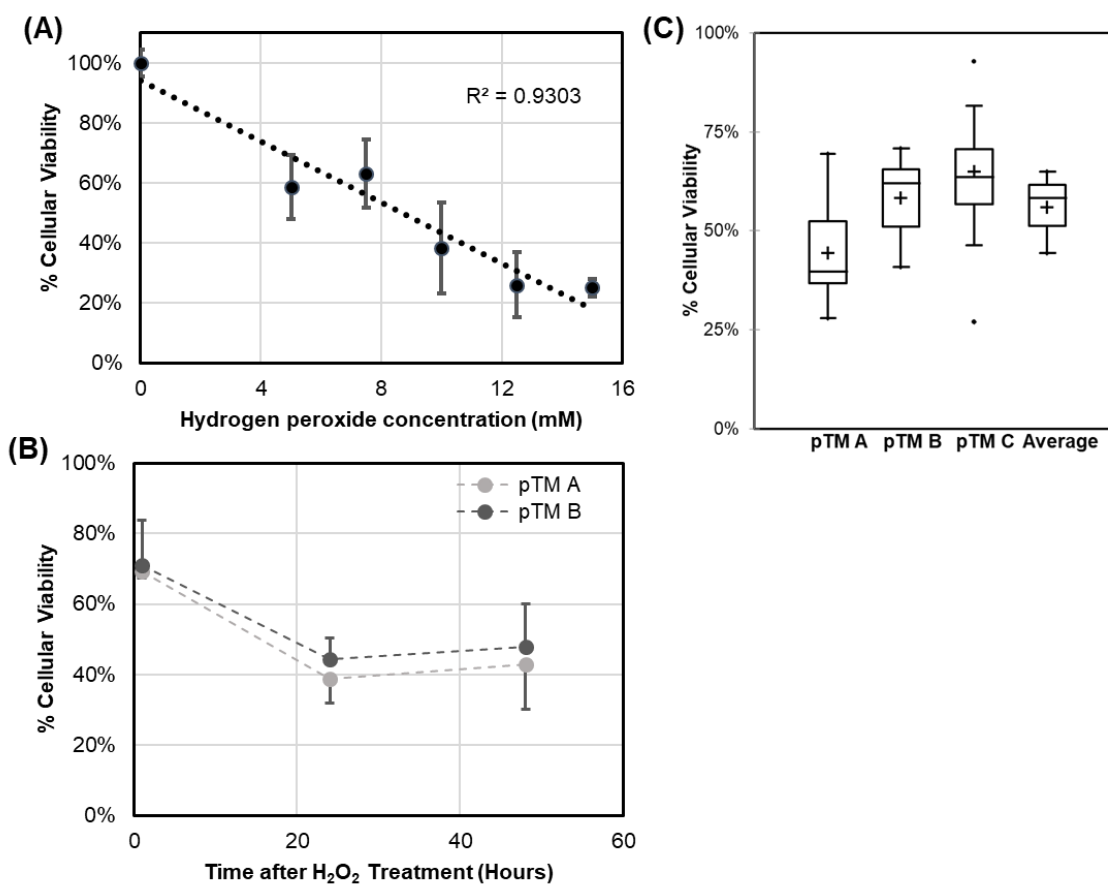 (A)
% Cellular Viability
100%
80%
60%
40%
20%
0%
R² = 0.9303
0 4 8 12 16
Hydrogen peroxide concentration (mM)
(C)
% Cellular Viability
100%
75%
50%
25%
0%
pTM A pTM B pTM C Average
(B)
% Cellular Viability
100%
80%
60%
40%
20%
0%
pTM A
pTM B
0 20 40 60
Time after H₂O₂ Treatment (Hours)